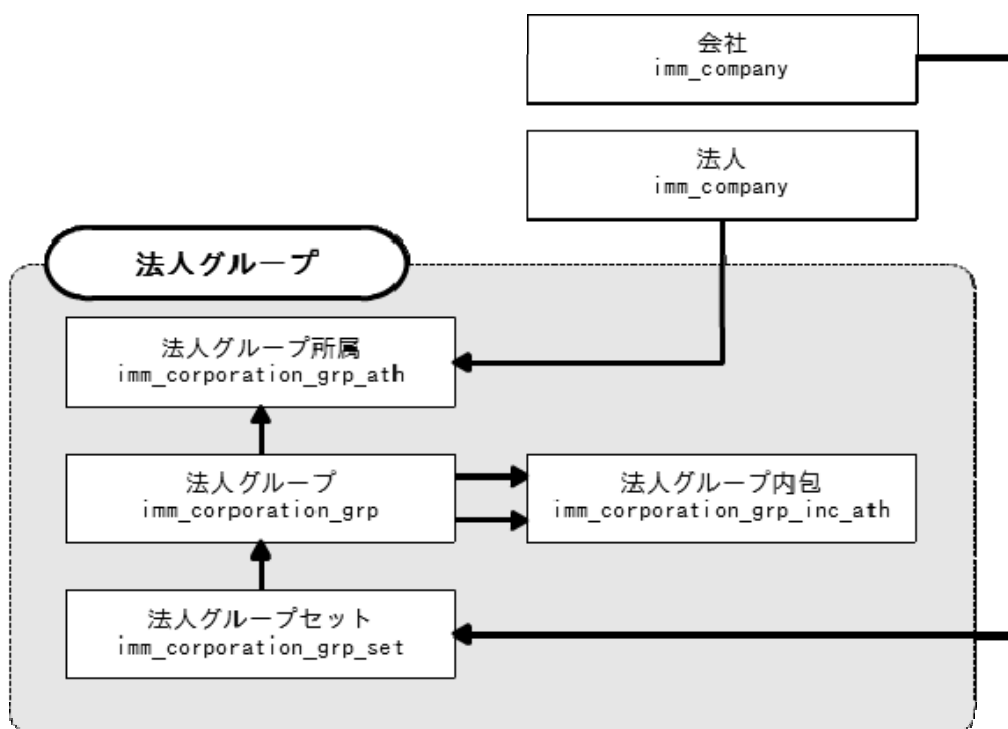 会社
imm_company
法人
imm_company
法人グループ
法人グループ所属
imm_corporation_grp_ath
法人グループ
imm_corporation_grp
法人グループ内包
imm_corporation_grp_inc_ath
法人グループセット
imm_corporation_grp_set